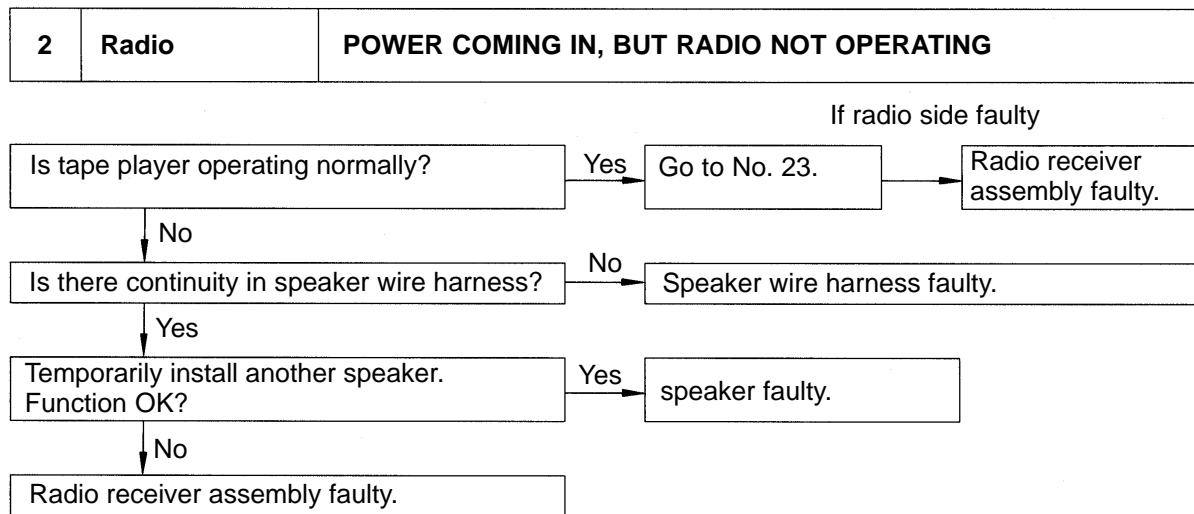 2 Radio POWER COMING IN, BUT RADIO NOT OPERATING
If radio side faulty
Is tape player operating normally?
Yes
Go to No. 23.
Radio receiver
assembly faulty.
No
Is there continuity in speaker wire harness?
No
Speaker wire harness faulty.
Yes
Temporarily install another speaker.
Function OK?
Yes
speaker faulty.
No
Radio receiver assembly faulty.